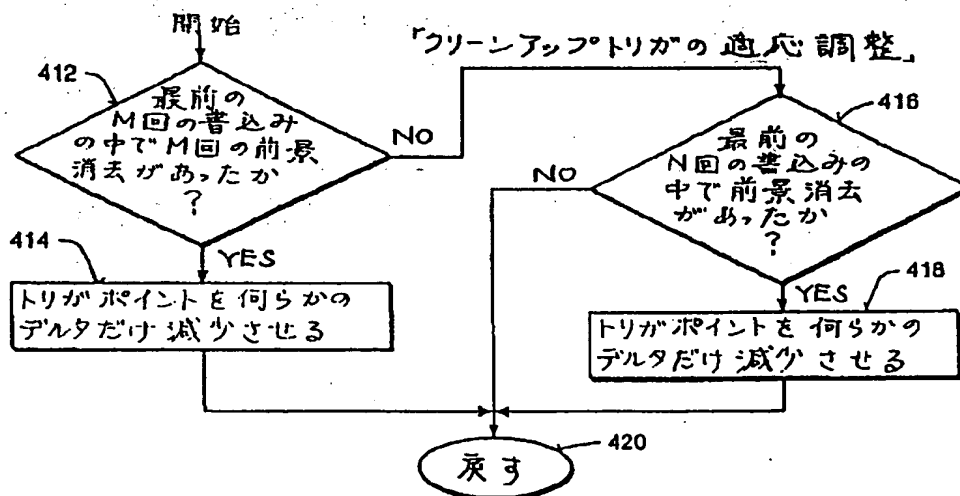 開始
「クリーンアップトリガの適応調整」
412
最前の
M回の書込み
の中でM回の前景
消去があったか
?
NO
416
最前の
N回の書込みの
中で前景消去
があったか
?
NO
414
YES
トリガポイントを何らかの
デルタだけ減少させる
418
YES
トリガポイントを何らかの
デルタだけ減少させる
420
戻す